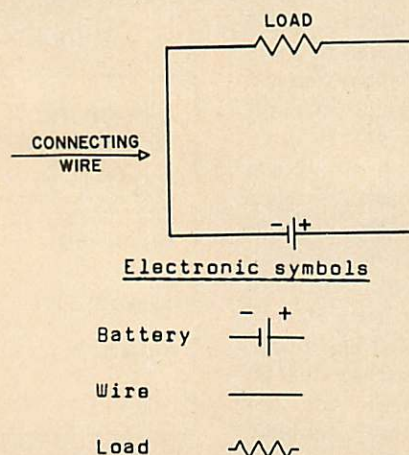 LOAD
CONNECTING
WIRE
- +
Electronic symbols
- +
Battery
Wire
Load